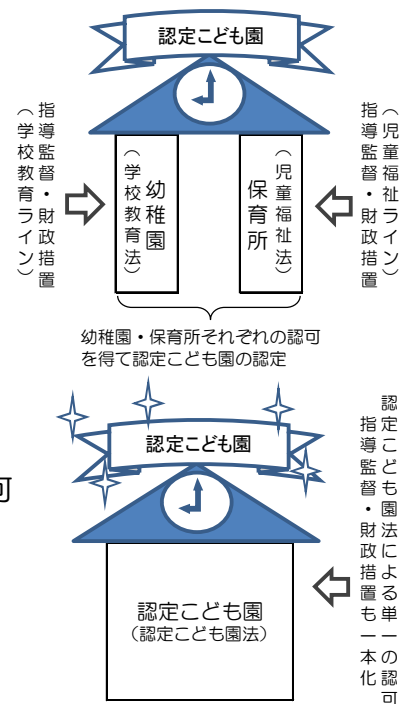 認定こども園
指導監督・財政措置
（学校教育ライン）
幼稚園
（学校教育法）
（児童福祉法）
保育所
（児童福祉ライン）
指導監督・財政措置
幼稚園・保育所それぞれの認可
を得て認定こども園の認定
認定こども園
可
認定こども園
（認定こども園法）
認定こども園法による単一の認可
指導監督・財政措置も一本化